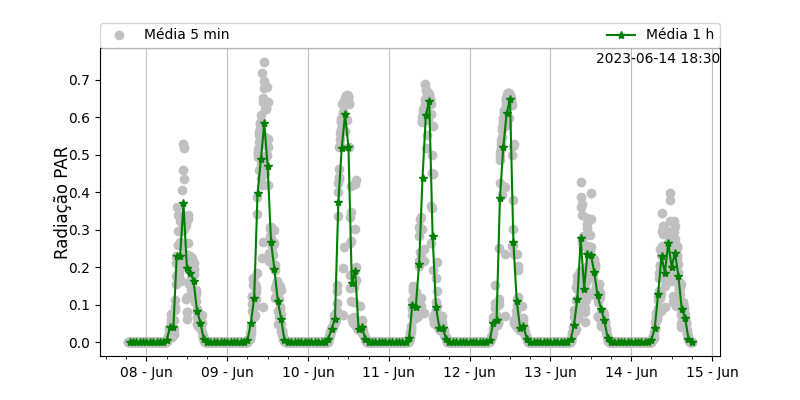 Média 5 min
Média 1 h
2023-06-14 18:30
Radiação PAR
0.7
0.6
0.5
0.4
0.3
0.2
0.1
0.0
08 - Jun
09 - Jun
10 - Jun
11 - Jun
12 - Jun
13 - Jun
14 - Jun
15 - Jun